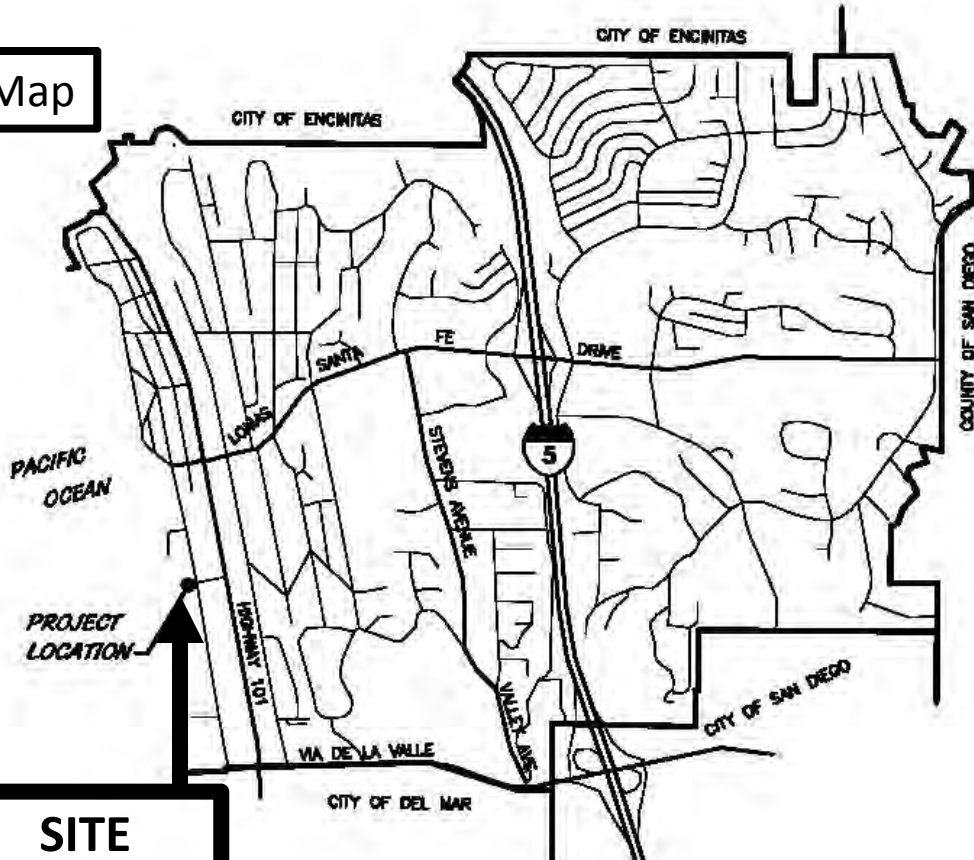 CITY OF ENCINITAS
Map
CITY OF ENCINITAS
COUNTY OF SAN DIEGO
LOMAS
SANTA
FE
DRIVE
STEVENS AVENUE
5
PACIFIC
OCEAN
PROJECT
LOCATION
HIGHWAY 101
VALLEY AVE
CITY OF SAN DIEGO
VIA DE LA VALLE
CITY OF DEL MAR
SITE